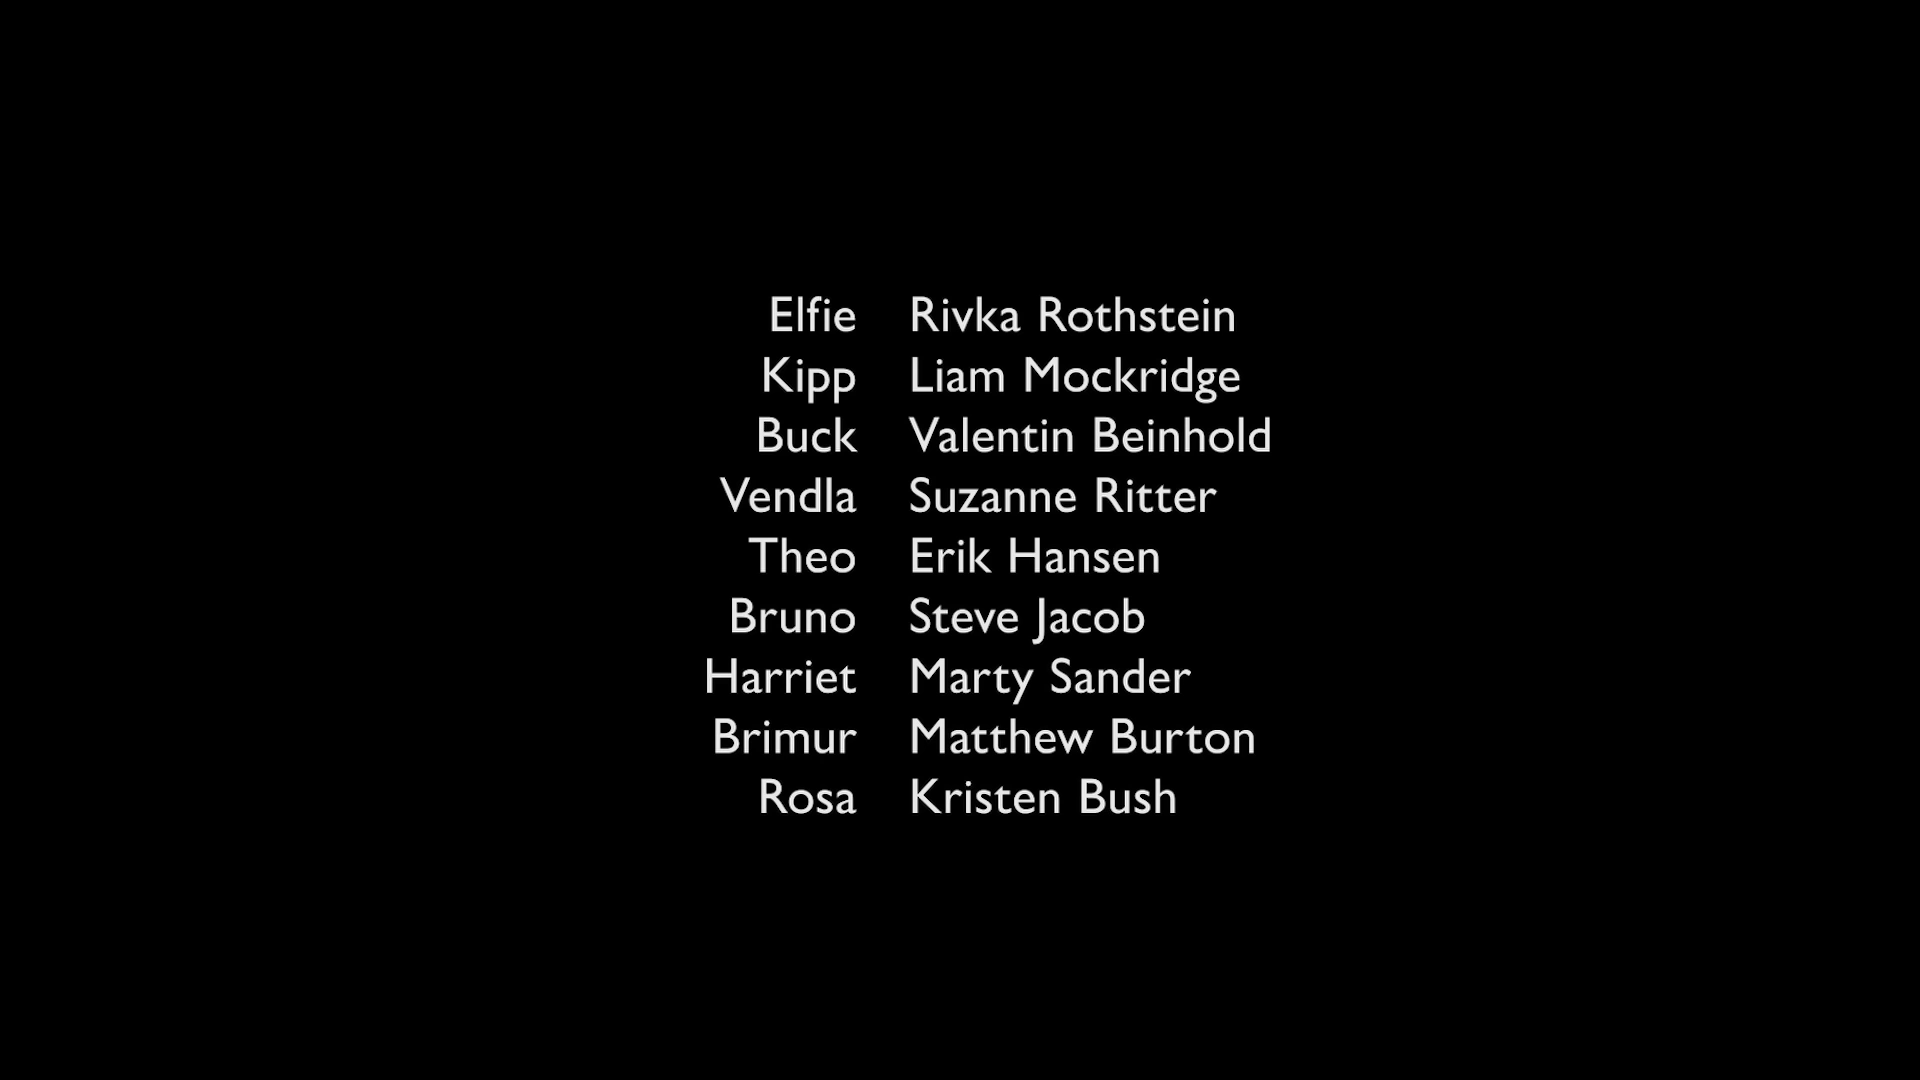 Elfie Rivka Rothstein
Kipp Liam Mockridge
Buck Valentin Beinhold
Vendla Suzanne Ritter
Theo Erik Hansen
Bruno Steve Jacob
Harriet Marty Sander
Brimur Matthew Burton
Rosa Kristen Bush